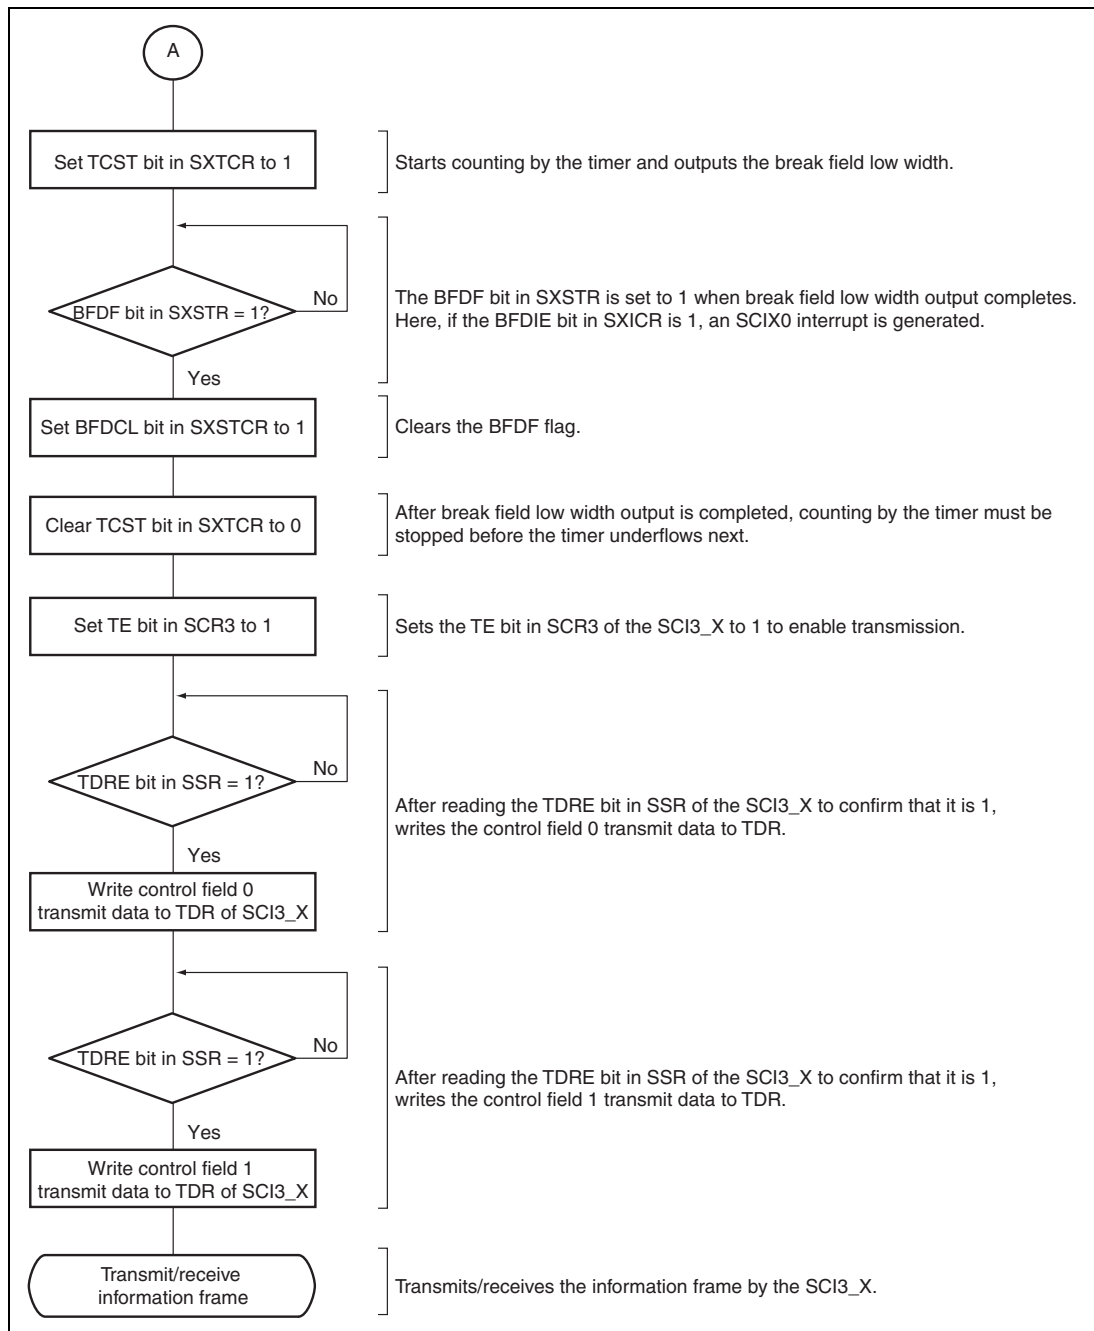 A
Set TCST bit in SXTCR to 1
Starts counting by the timer and outputs the break field low width.
BFDF bit in SXSTR = 1?
No
The BFDF bit in SXSTR is set to 1 when break field low width output completes.
Here, if the BFDIE bit in SXICR is 1, an SCIX0 interrupt is generated.
Yes
Set BFDCL bit in SXSTCR to 1
Clears the BFDF flag.
Clear TCST bit in SXTCR to 0
After break field low width output is completed, counting by the timer must be
stopped before the timer underflows next.
Set TE bit in SCR3 to 1
Sets the TE bit in SCR3 of the SCI3_X to 1 to enable transmission.
TDRE bit in SSR = 1?
No
After reading the TDRE bit in SSR of the SCI3_X to confirm that it is 1,
writes the control field 0 transmit data to TDR.
Yes
Write control field 0
transmit data to TDR of SCI3_X
TDRE bit in SSR = 1?
No
After reading the TDRE bit in SSR of the SCI3_X to confirm that it is 1,
writes the control field 1 transmit data to TDR.
Yes
Write control field 1
transmit data to TDR of SCI3_X
Transmit/receive
information frame
Transmits/receives the information frame by the SCI3_X.